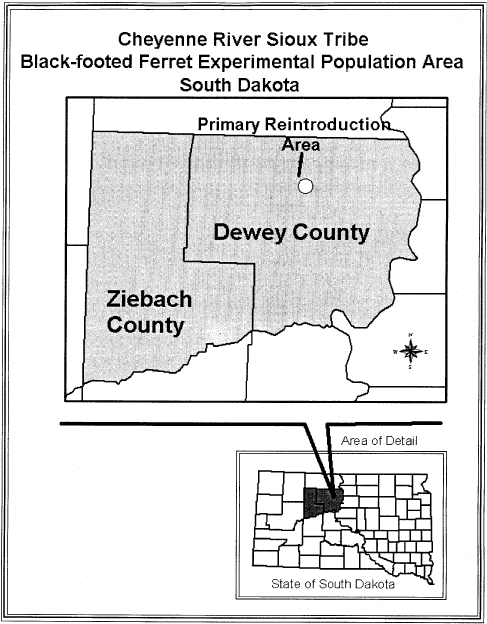 Cheyenne River Sioux Tribe
Black-footed Ferret Experimental Population Area
South Dakota
Primary Reintroduction
Area
Dewey County
Ziebach
County
N
W E
S
Area of Detail
State of South Dakota